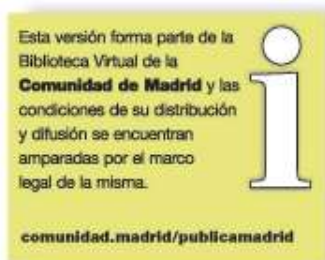 Esta versión forma parte de la
Biblioteca Virtual de la
Comunidad de Madrid y las
condiciones de su distribución
y difusión se encuentran
amparadas por el marco
legal de la misma.
comunidad.madrid/publicamadrid